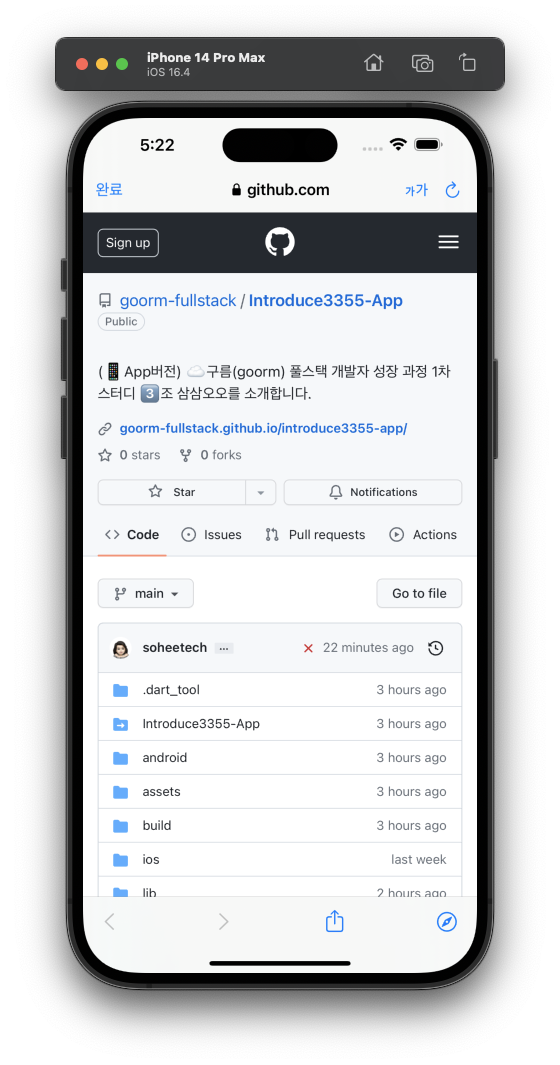 iPhone 14 Pro Max
iOS 16.4
5:22
완료
github.com
가가
Sign up
goorm-fullstack / Introduce3355-App
Public
(📱App버전) ☁️구름(goorm) 풀스택 개발자 성장 과정 1차
스터디 3️⃣조 삼삼오오를 소개합니다.
goorm-fullstack.github.io/introduce3355-app/
0 stars 0 forks
Star
Notifications
Code Issues Pull requests Actions
main
Go to file
soheetech ... 22 minutes ago
.dart_tool 3 hours ago
Introduce3355-App 3 hours ago
android 3 hours ago
assets 3 hours ago
build 3 hours ago
ios last week
lib 2 hours ago